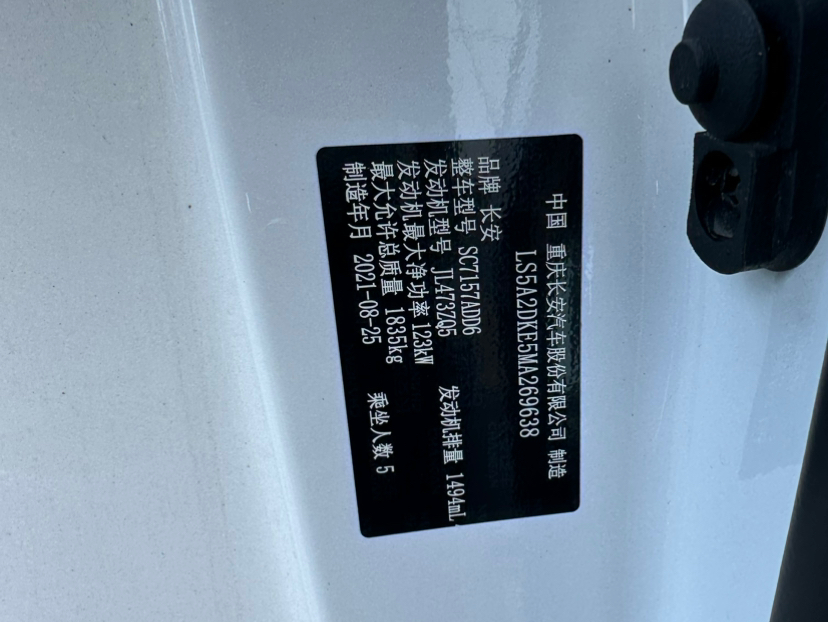 中国 重庆长安汽车股份有限公司 制造
LS5A2DKE5MA269638
品牌 长安
整车型号 SC7157ADD6
发动机型号 JL473ZQ5 发动机排量 1494mL
发动机最大净功率 123kW
最大允许总质量 1835kg 乘坐人数 5
制造年月 2021-08-25